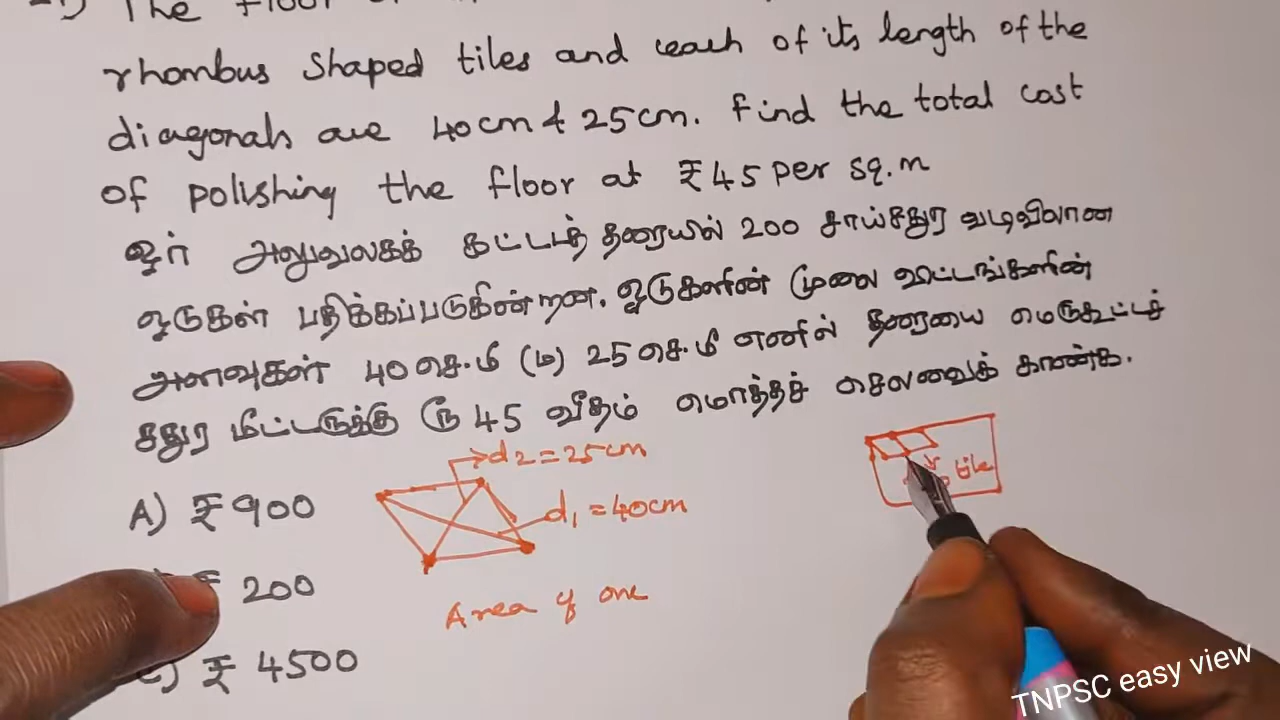 The floor of
rhombus shaped tiles and each of its length of the
diagonals are 40cm & 25cm. Find the total cost
of polishing the floor at ₹45 per sq.m
ஓர் அலுவலகக் கட்டடத் தரையில் 200 சாய்சதுர வடிவிலான
ஓடுகள் பதிக்கப்படுகின்றன. ஓடுகளின் மூலை விட்டங்களின்
அளவுகள் 40 செ.மீ (ம) 25 செ.மீ எனில் தரையை மெருகூட்டச்
சதுர மீட்டருக்கு ரூ 45 வீதம் மொத்தச் செலவைக் காண்க.
d2 = 25cm
d1 = 40cm
tile
A) ₹ 900
₹ 200
Area of one
C) ₹ 4500
TNPSC easy view